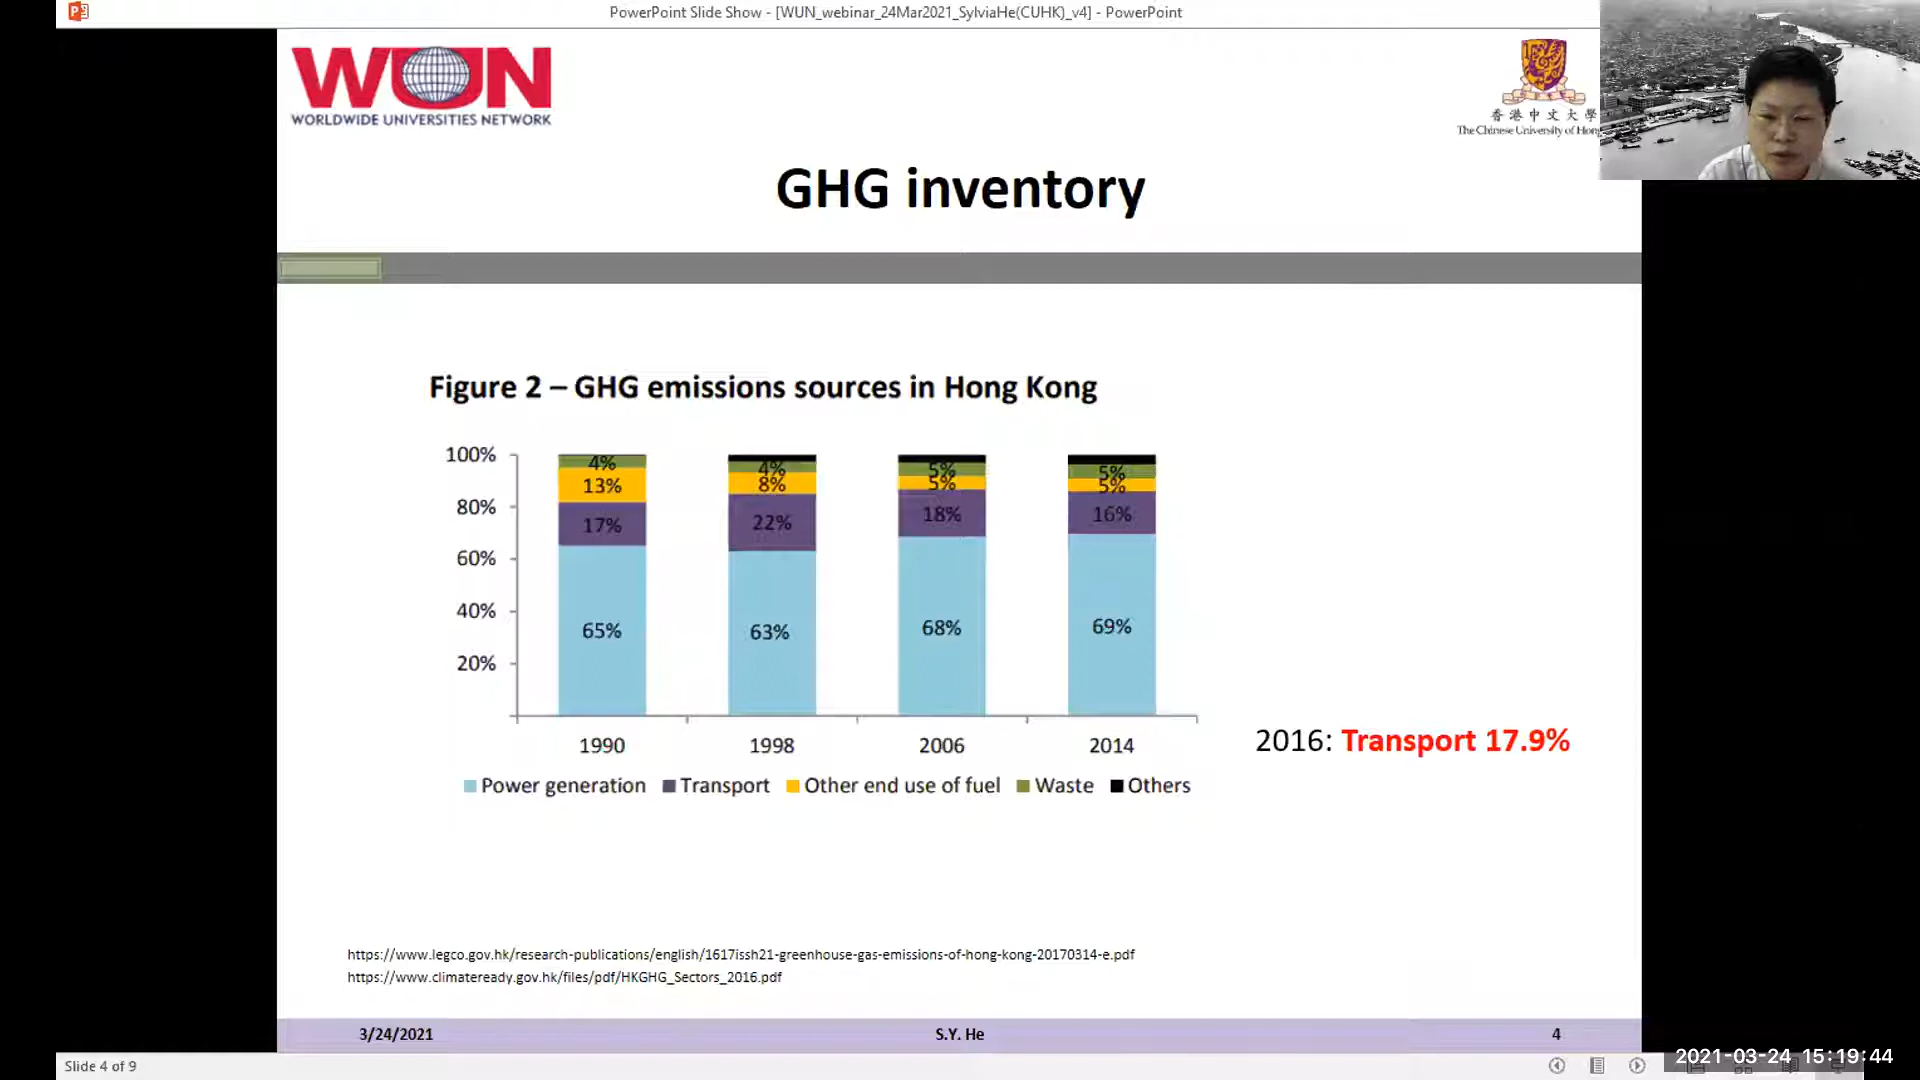 PowerPoint Slide Show - [WUN_webinar_24Mar2021_SylviaHe(CUHK)_v4] - PowerPoint
WUN
WORLDWIDE UNIVERSITIES NETWORK
香港中文大學
The Chinese University of Hon
GHG inventory
Figure 2 – GHG emissions sources in Hong Kong
100%
80%
60%
40%
20%
4%
13%
17%
65%
4%
8%
22%
63%
5%
5%
18%
68%
5%
5%
16%
69%
1990
1998
2006
2014
Power generation
Transport
Other end use of fuel
Waste
Others
2016: Transport 17.9%
https://www.legco.gov.hk/research-publications/english/1617issh21-greenhouse-gas-emissions-of-hong-kong-20170314-e.pdf
https://www.climateready.gov.hk/files/pdf/HKGHG_Sectors_2016.pdf
3/24/2021
S.Y. He
4
Slide 4 of 9
2021-03-24 15:19:44